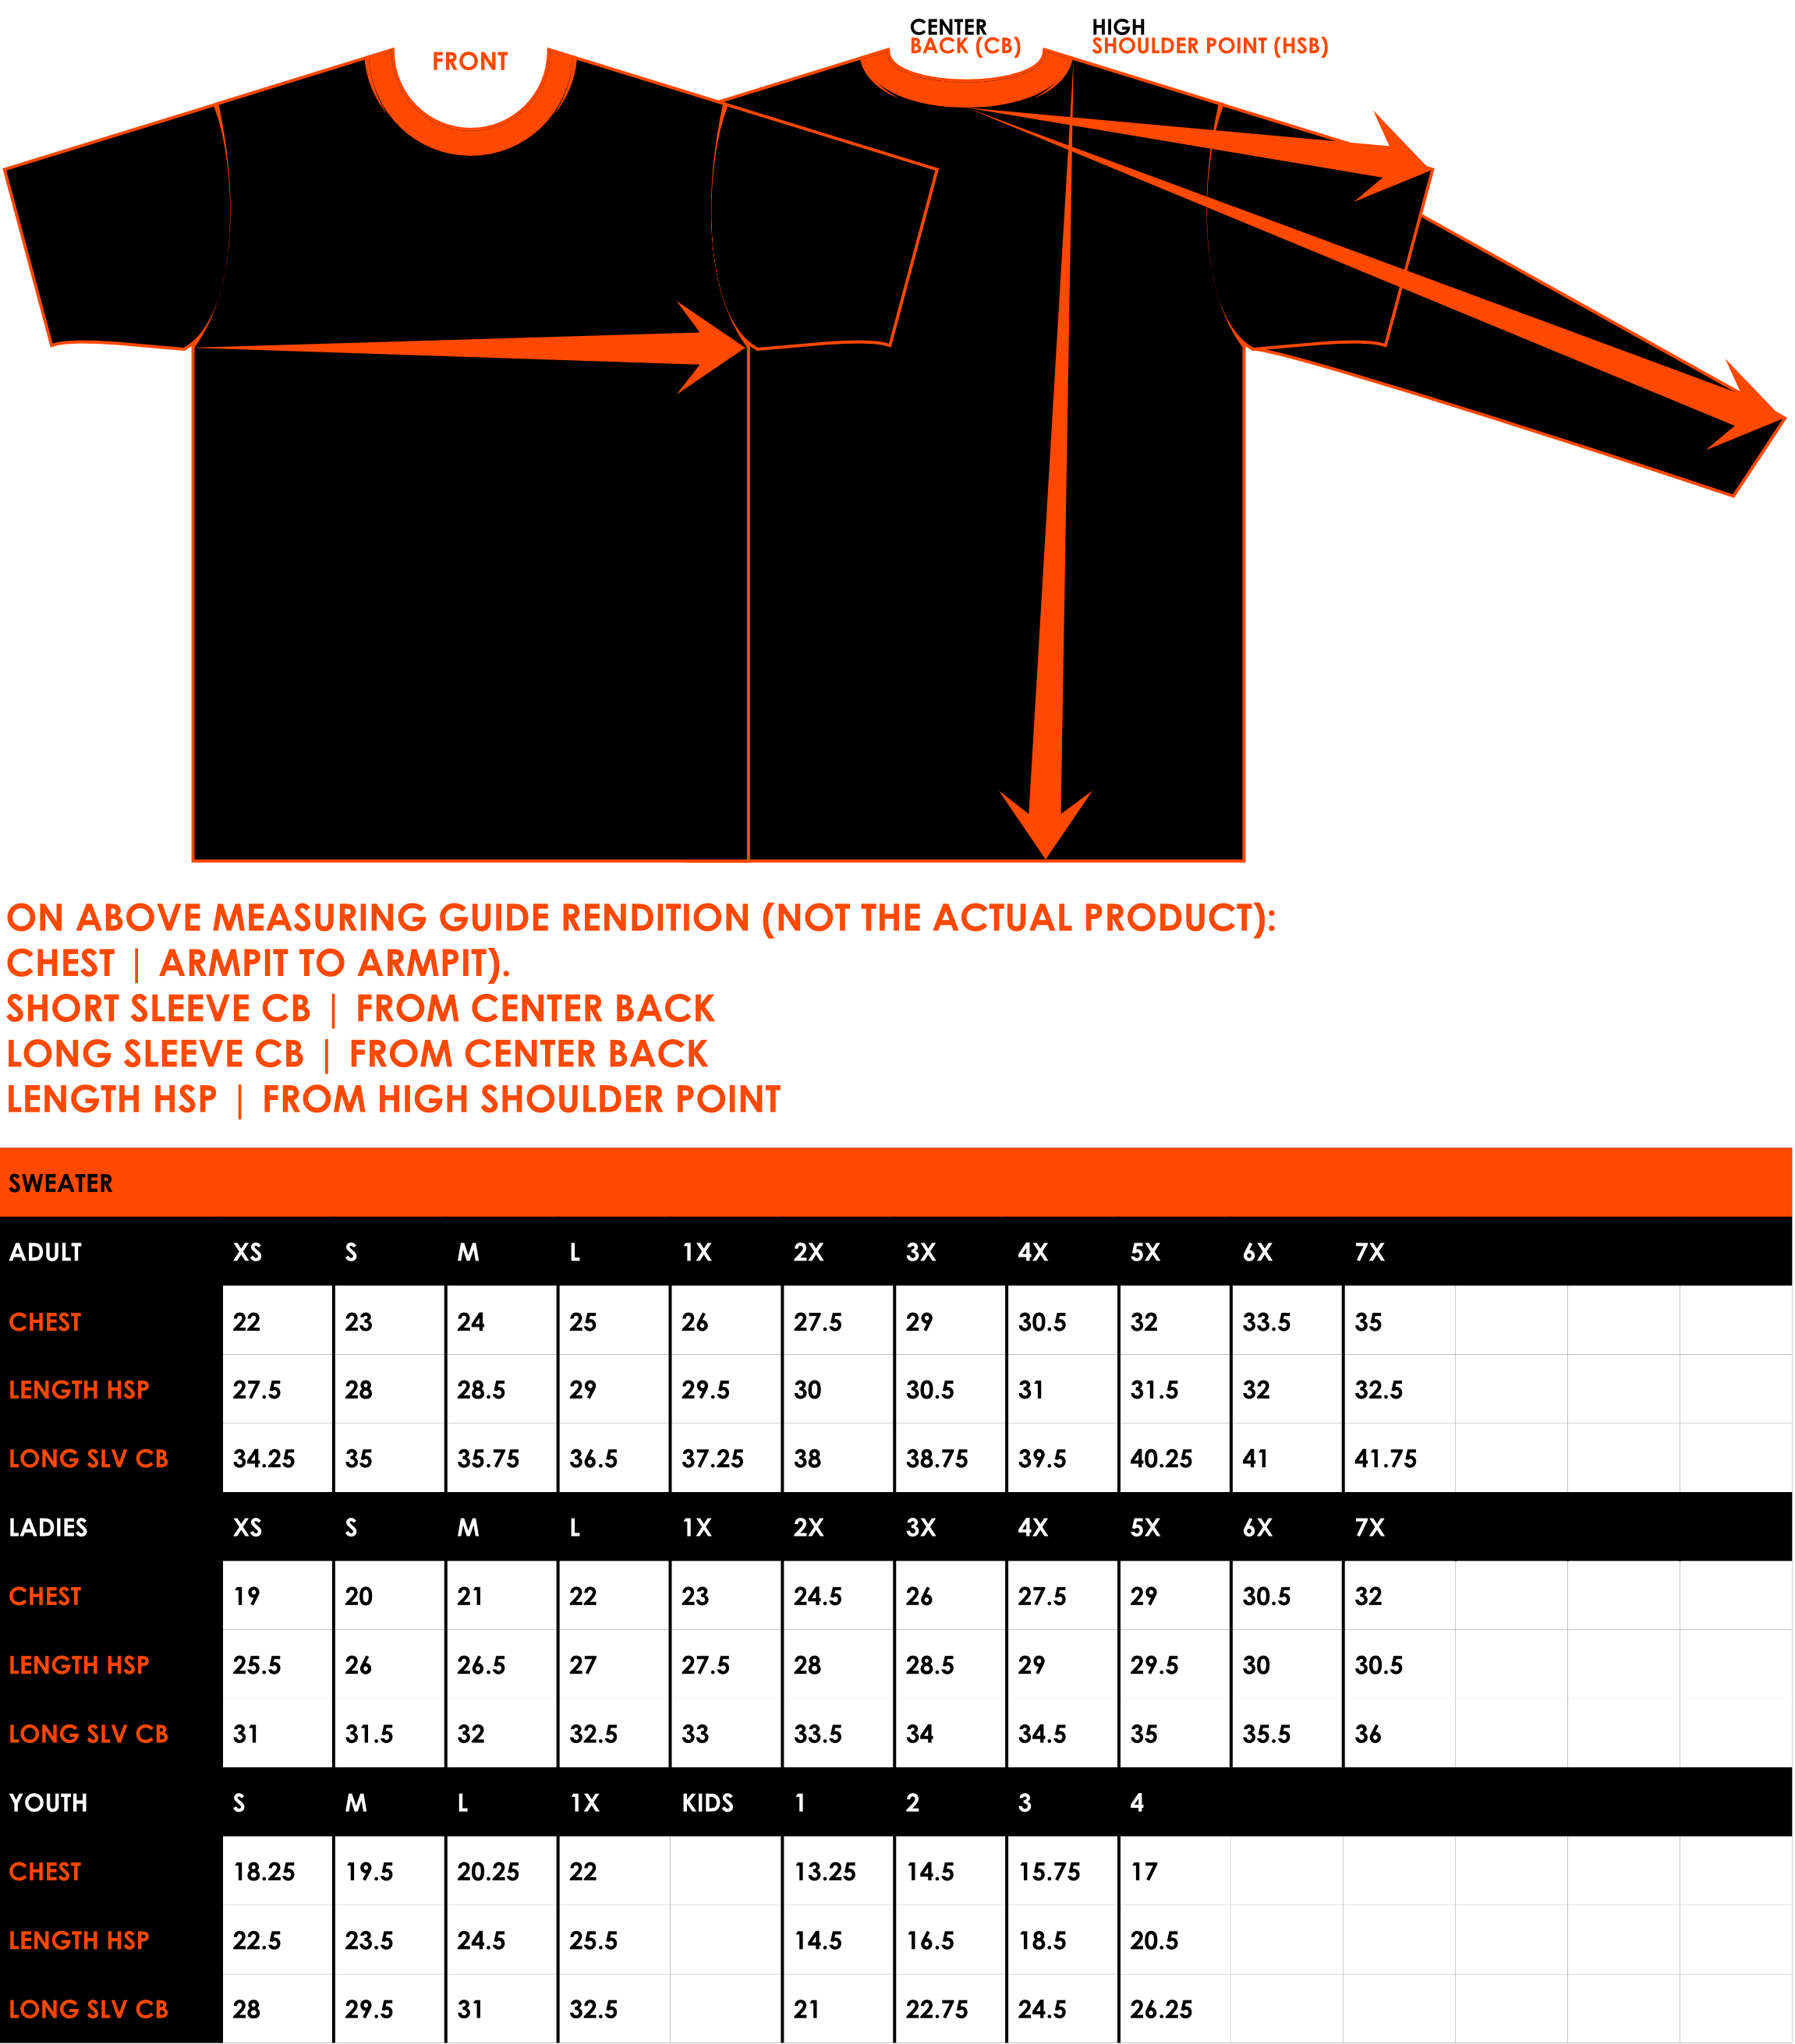 FRONT
CENTER
BACK (CB)
HIGH
SHOULDER POINT (HSB)
ON ABOVE MEASURING GUIDE RENDITION (NOT THE ACTUAL PRODUCT):
CHEST | ARMPIT TO ARMPIT).
SHORT SLEEVE CB | FROM CENTER BACK
LONG SLEEVE CB | FROM CENTER BACK
LENGTH HSP | FROM HIGH SHOULDER POINT
SWEATER
ADULT XS S M L 1X 2X 3X 4X 5X 6X 7X
CHEST 22 23 24 25 26 27.5 29 30.5 32 33.5 35
LENGTH HSP 27.5 28 28.5 29 29.5 30 30.5 31 31.5 32 32.5
LONG SLV CB 34.25 35 35.75 36.5 37.25 38 38.75 39.5 40.25 41 41.75
LADIES XS S M L 1X 2X 3X 4X 5X 6X 7X
CHEST 19 20 21 22 23 24.5 26 27.5 29 30.5 32
LENGTH HSP 25.5 26 26.5 27 27.5 28 28.5 29 29.5 30 30.5
LONG SLV CB 31 31.5 32 32.5 33 33.5 34 34.5 35 35.5 36
YOUTH S M L 1X KIDS 1 2 3 4
CHEST 18.25 19.5 20.25 22 13.25 14.5 15.75 17
LENGTH HSP 22.5 23.5 24.5 25.5 14.5 16.5 18.5 20.5
LONG SLV CB 28 29.5 31 32.5 21 22.75 24.5 26.25